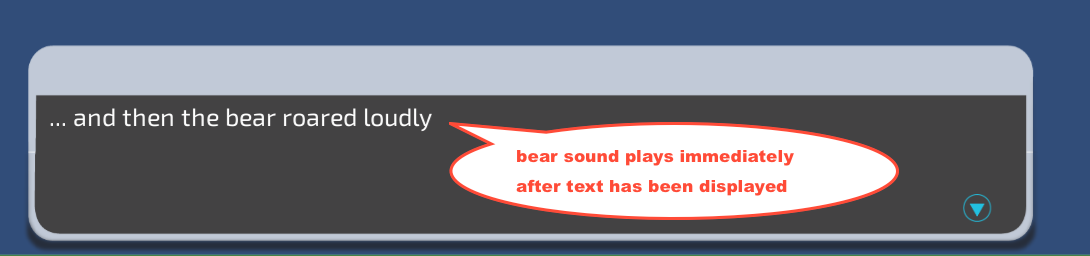 ... and then the bear roared loudly
bear sound plays immediately
after text has been displayed